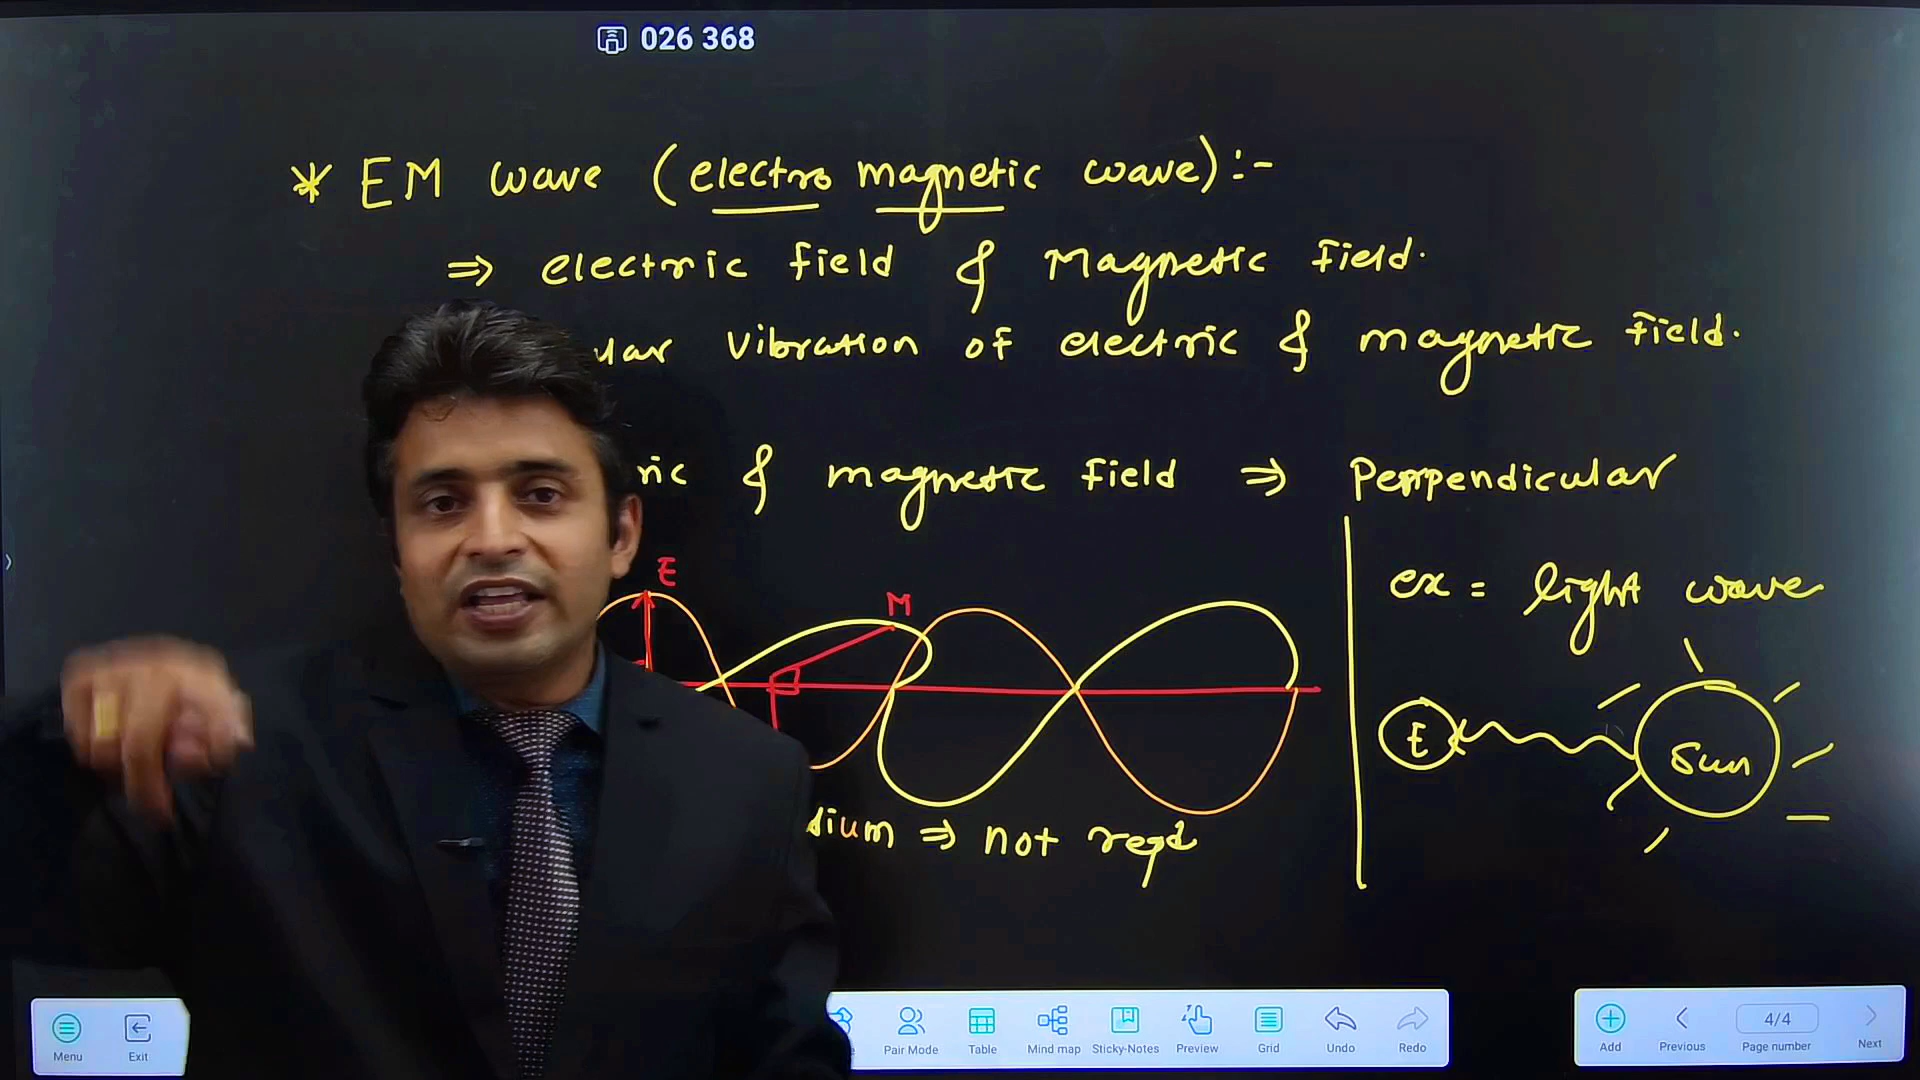 026 368
* EM wave (electro magnetic wave):-
⇒ electric field & Magnetic field.
ular vibration of electric & magnetic field.
ric & magnetic field ⇒ Perpendicular
E
M
ex = light wave
E
Sun
dium ⇒ not reqd
Menu
Exit
Pair Mode
Table
Mind map
Sticky-Notes
Preview
Grid
Undo
Redo
Add
Previous
4/4
Page number
Next